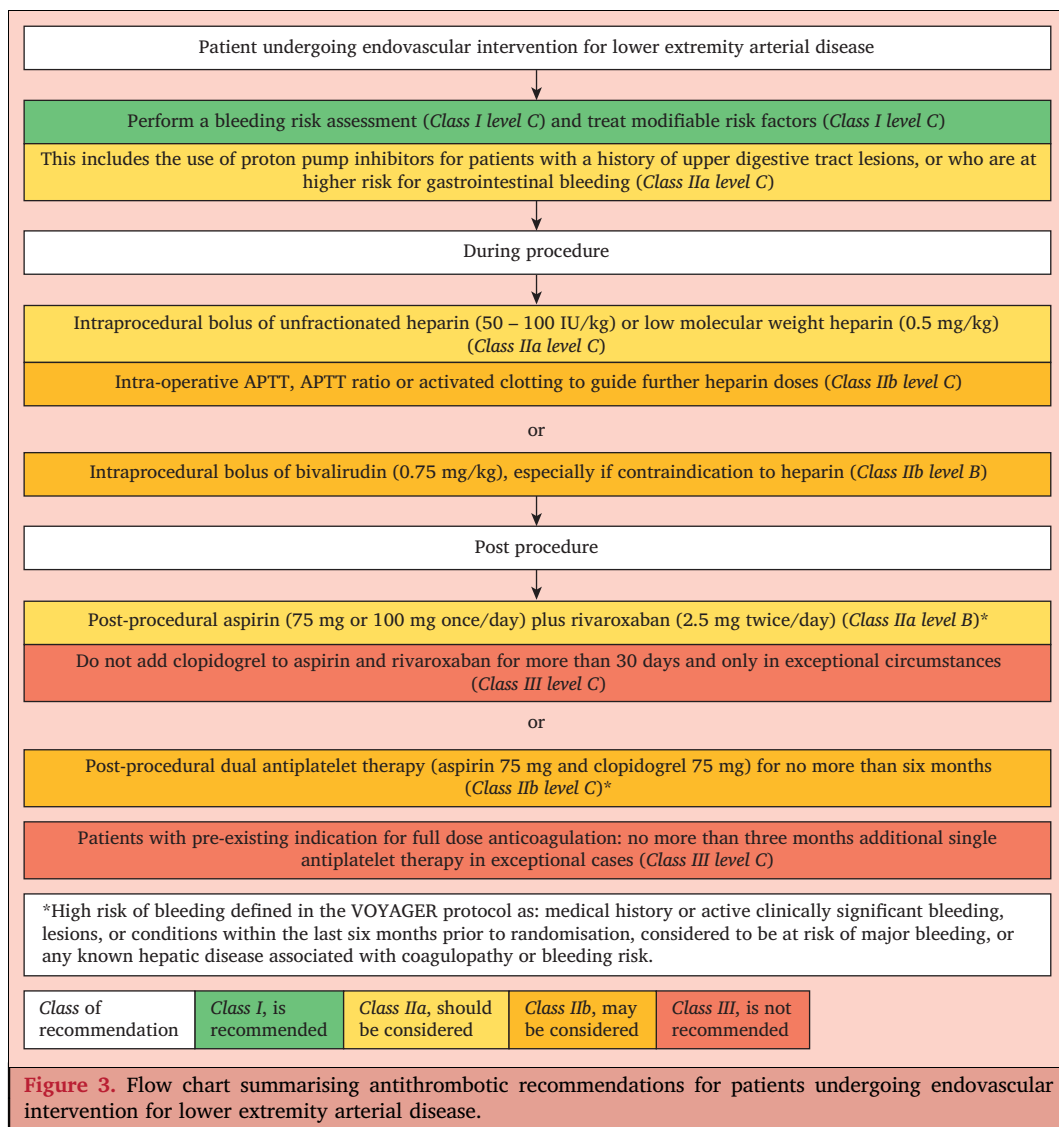 Patient undergoing endovascular intervention for lower extremity arterial disease
Perform a bleeding risk assessment (Class I level C) and treat modifiable risk factors (Class I level C)
This includes the use of proton pump inhibitors for patients with a history of upper digestive tract lesions, or who are at
higher risk for gastrointestinal bleeding (Class IIa level C)
During procedure
Intraprocedural bolus of unfractionated heparin (50 – 100 IU/kg) or low molecular weight heparin (0.5 mg/kg)
(Class IIa level C)
Intra-operative APTT, APTT ratio or activated clotting to guide further heparin doses (Class IIb level C)
or
Intraprocedural bolus of bivalirudin (0.75 mg/kg), especially if contraindication to heparin (Class IIb level B)
Post procedure
Post-procedural aspirin (75 mg or 100 mg once/day) plus rivaroxaban (2.5 mg twice/day) (Class IIa level B)*
Do not add clopidogrel to aspirin and rivaroxaban for more than 30 days and only in exceptional circumstances
(Class III level C)
or
Post-procedural dual antiplatelet therapy (aspirin 75 mg and clopidogrel 75 mg) for no more than six months
(Class IIb level C)*
Patients with pre-existing indication for full dose anticoagulation: no more than three months additional single
antiplatelet therapy in exceptional cases (Class III level C)
*High risk of bleeding defined in the VOYAGER protocol as: medical history or active clinically significant bleeding,
lesions, or conditions within the last six months prior to randomisation, considered to be at risk of major bleeding, or
any known hepatic disease associated with coagulopathy or bleeding risk.
Class of
recommendation
Class I, is
recommended
Class IIa, should
be considered
Class IIb, may
be considered
Class III, is not
recommended
Figure 3. Flow chart summarising antithrombotic recommendations for patients undergoing endovascular
intervention for lower extremity arterial disease.